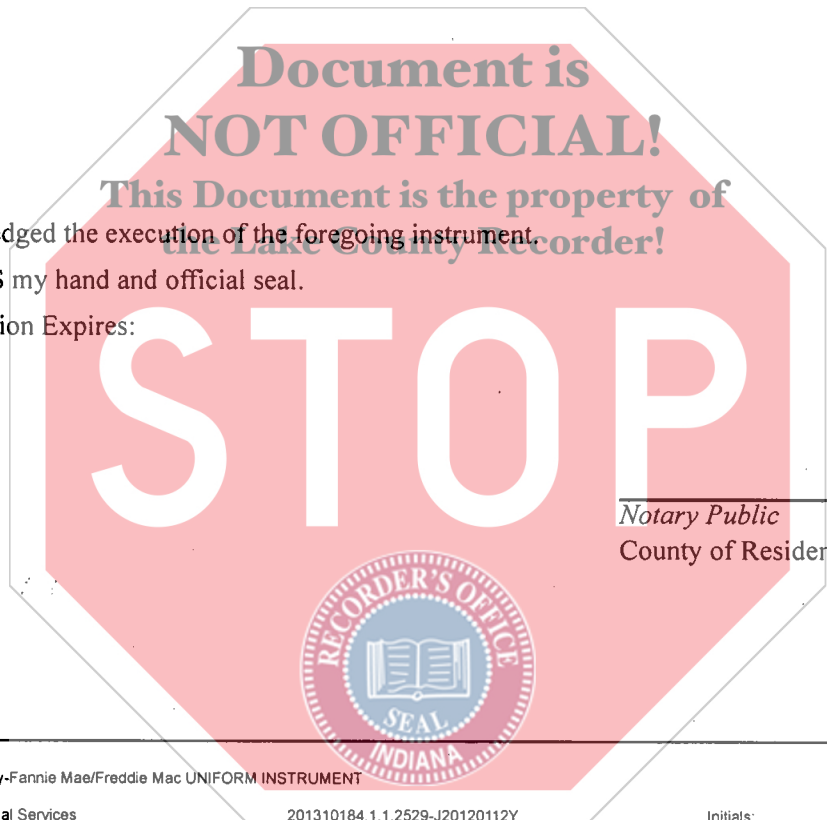 Document is
NOT OFFICIAL!
This Document is the property of
the Lake County Recorder!
dged the execution of the foregoing instrument.
S my hand and official seal.
ion Expires:
STOP
Notary Public
County of Residen
RECORDER'S OFFICE
SEAL
INDIANA
y-Fannie Mae/Freddie Mac UNIFORM INSTRUMENT
al Services
201310184.1.1.2529-J20120112Y
Initials: